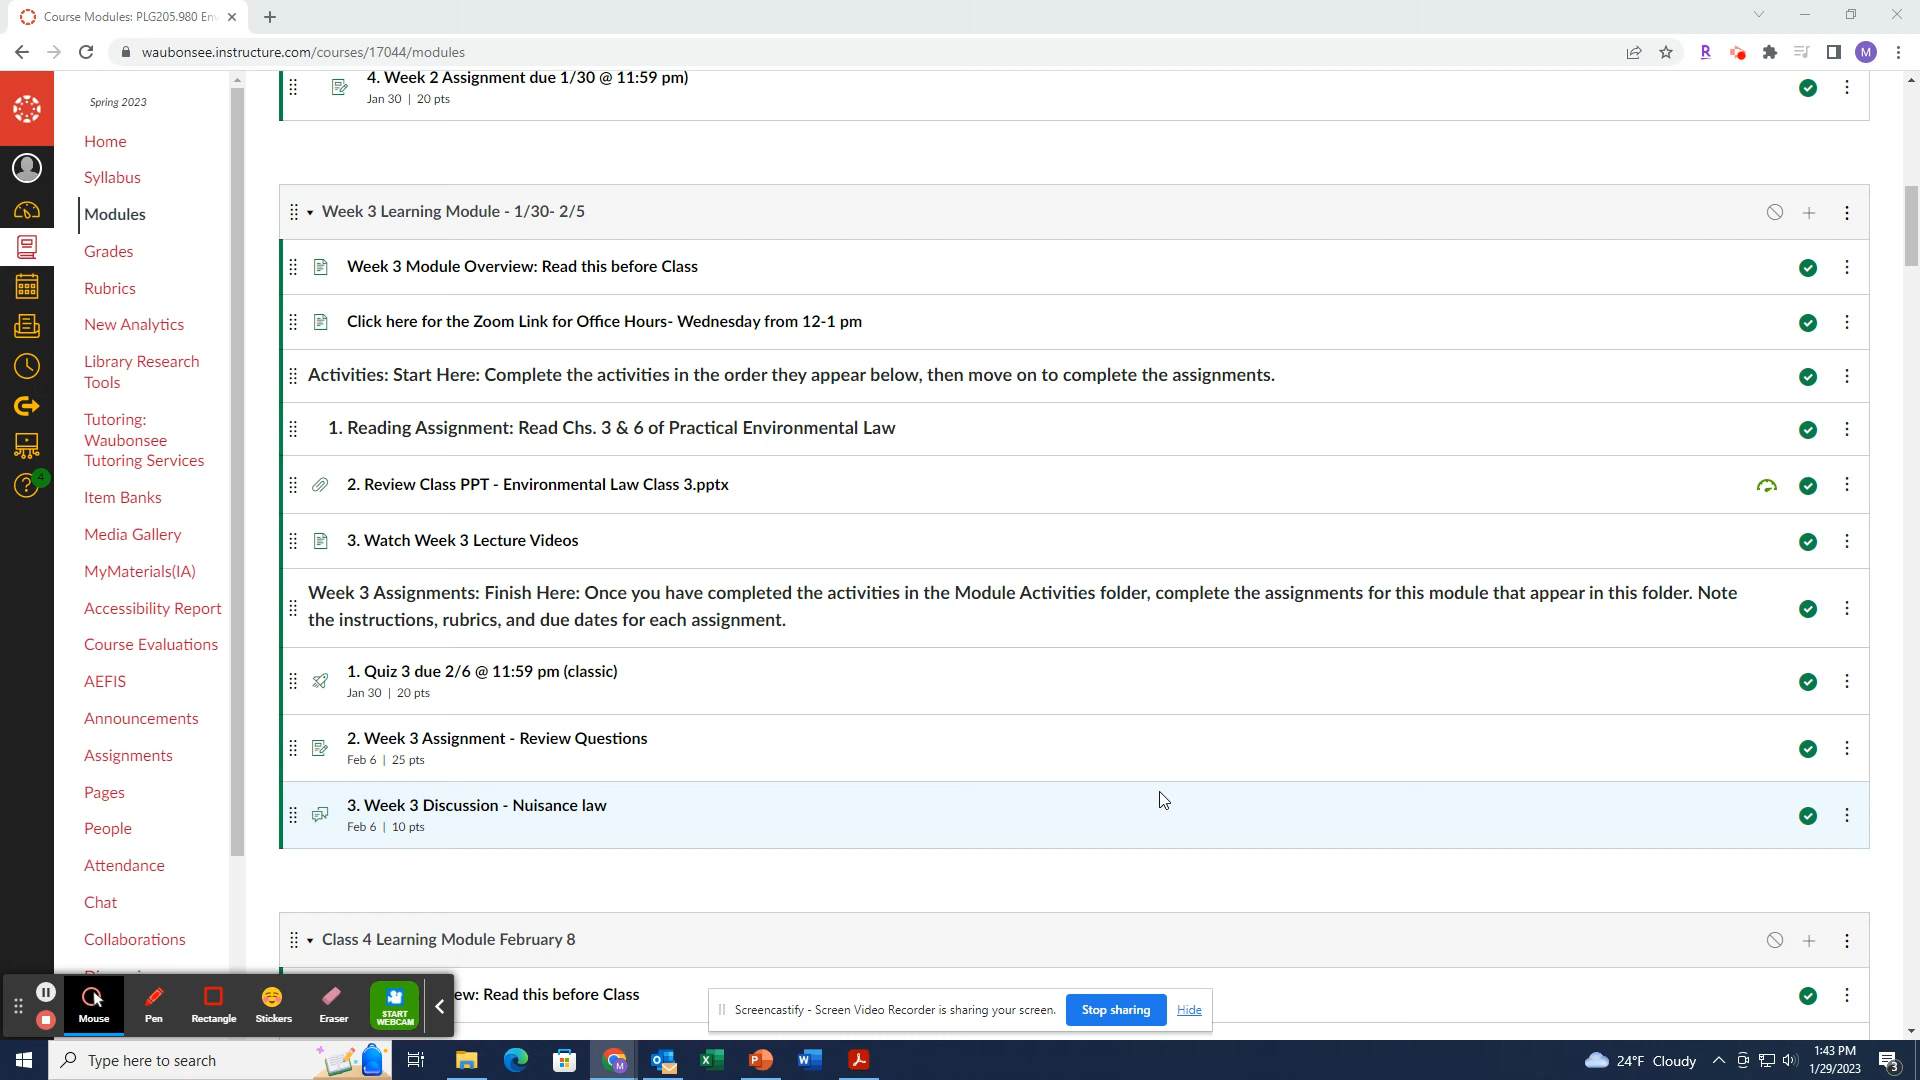 Course Modules: PLG205.980 En
waubonsee.instructure.com/courses/17044/modules
R
M
Spring 2023
Home
Syllabus
Modules
Grades
Rubrics
New Analytics
Library Research
Tools
Tutoring:
Waubonsee
Tutoring Services
Item Banks
Media Gallery
MyMaterials(IA)
Accessibility Report
Course Evaluations
AEFIS
Announcements
Assignments
Pages
People
Attendance
Chat
Collaborations
4
4. Week 2 Assignment due 1/30 @ 11:59 pm)
Jan 30 | 20 pts
Week 3 Learning Module - 1/30- 2/5
Week 3 Module Overview: Read this before Class
Click here for the Zoom Link for Office Hours- Wednesday from 12-1 pm
Activities: Start Here: Complete the activities in the order they appear below, then move on to complete the assignments.
1. Reading Assignment: Read Chs. 3 & 6 of Practical Environmental Law
2. Review Class PPT - Environmental Law Class 3.pptx
3. Watch Week 3 Lecture Videos
Week 3 Assignments: Finish Here: Once you have completed the activities in the Module Activities folder, complete the assignments for this module that appear in this folder. Note
the instructions, rubrics, and due dates for each assignment.
1. Quiz 3 due 2/6 @ 11:59 pm (classic)
Jan 30 | 20 pts
2. Week 3 Assignment - Review Questions
Feb 6 | 25 pts
3. Week 3 Discussion - Nuisance law
Feb 6 | 10 pts
Class 4 Learning Module February 8
ew: Read this before Class
Mouse
Pen
Rectangle
Stickers
Eraser
START
WEBCAM
Screencastify - Screen Video Recorder is sharing your screen.
Stop sharing
Hide
Type here to search
24°F Cloudy
1:43 PM
1/29/2023
3